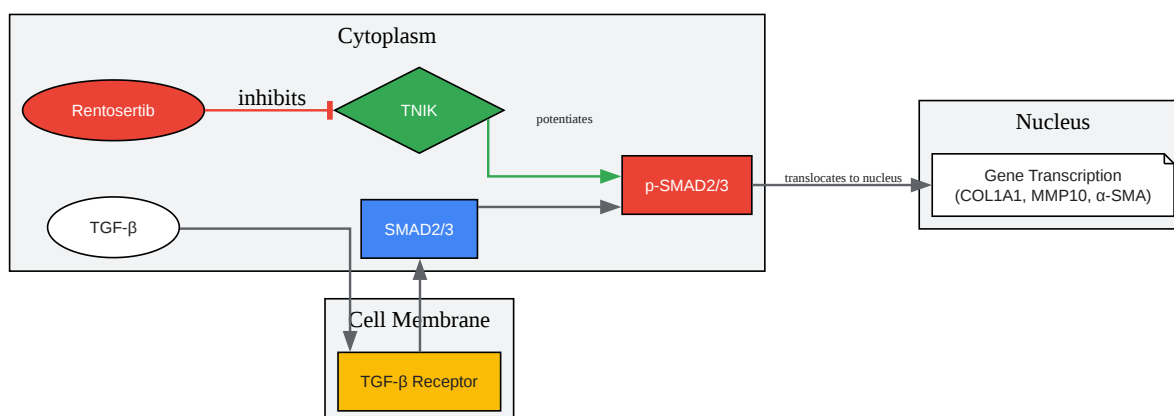 Cytoplasm
Rentosertib
inhibits
TNIK
potentiates
TGF-β
SMAD2/3
p-SMAD2/3
translocates to nucleus
Nucleus
Gene Transcription
(COL1A1, MMP10, α-SMA)
Cell Membrane
TGF-β Receptor